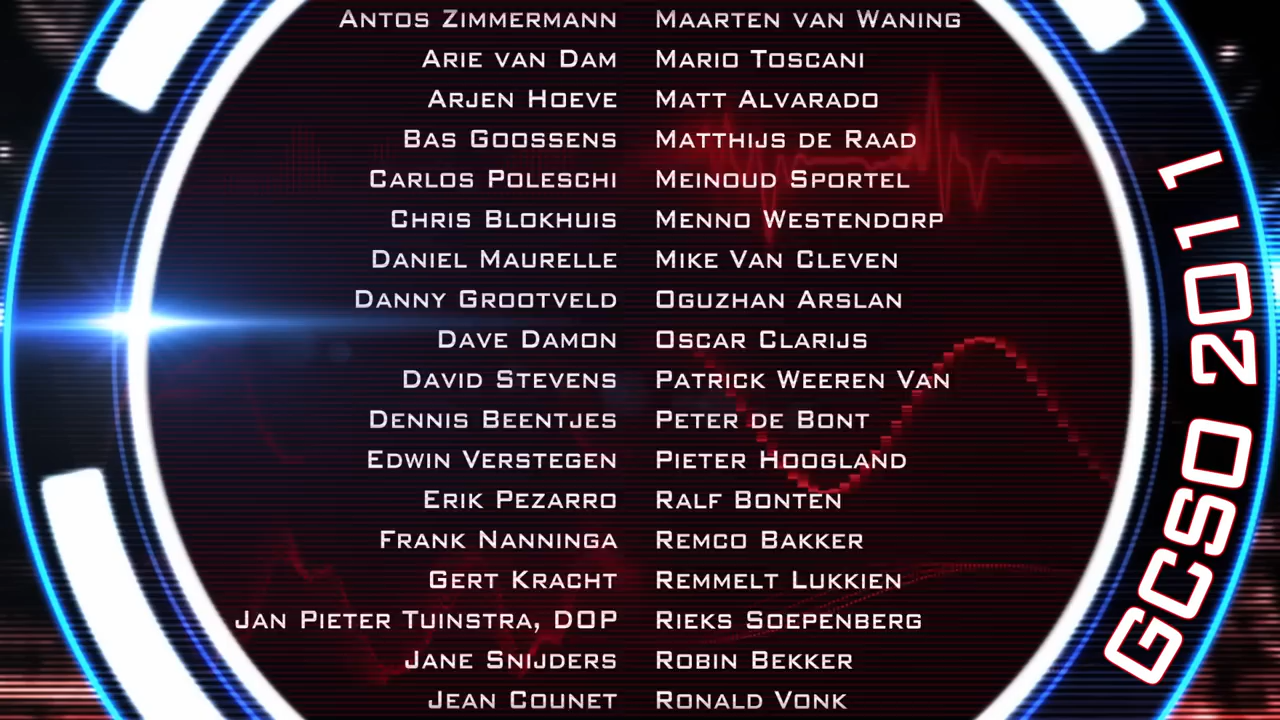 Antos Zimmermann Maarten van Waning
Arie van Dam Mario Toscani
Arjen Hoeve Matt Alvarado
Bas Goossens Matthijs de Raad
Carlos Poleschi Meinoud Sportel
Chris Blokhuis Menno Westendorp
Daniel Maurelle Mike Van Cleven
Danny Grootveld Oguzhan Arslan
Dave Damon Oscar Clarijs
David Stevens Patrick Weeren Van
Dennis Beentjes Peter de Bont
Edwin Verstegen Pieter Hoogland
Erik Pezarro Ralf Bonten
Frank Nanninga Remco Bakker
Gert Kracht Remmelt Lukkien
Jan Pieter Tuinstra, DOP Rieks Soepenberg
Jane Snijders Robin Bekker
Jean Counet Ronald Vonk
GCSO 2011